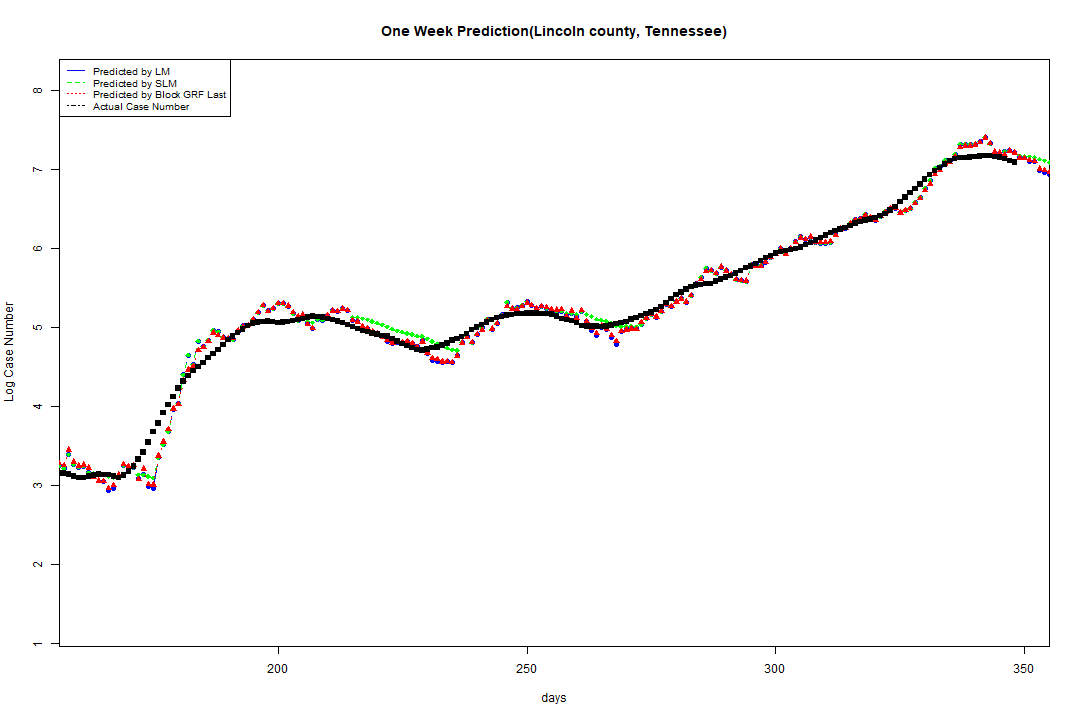 One Week Prediction(Lincoln county, Tennessee)
Predicted by LM
Predicted by SLM
Predicted by Block GRF Last
Actual Case Number
8
7
6
5
4
3
2
1
Log Case Number
200
250
300
350
days